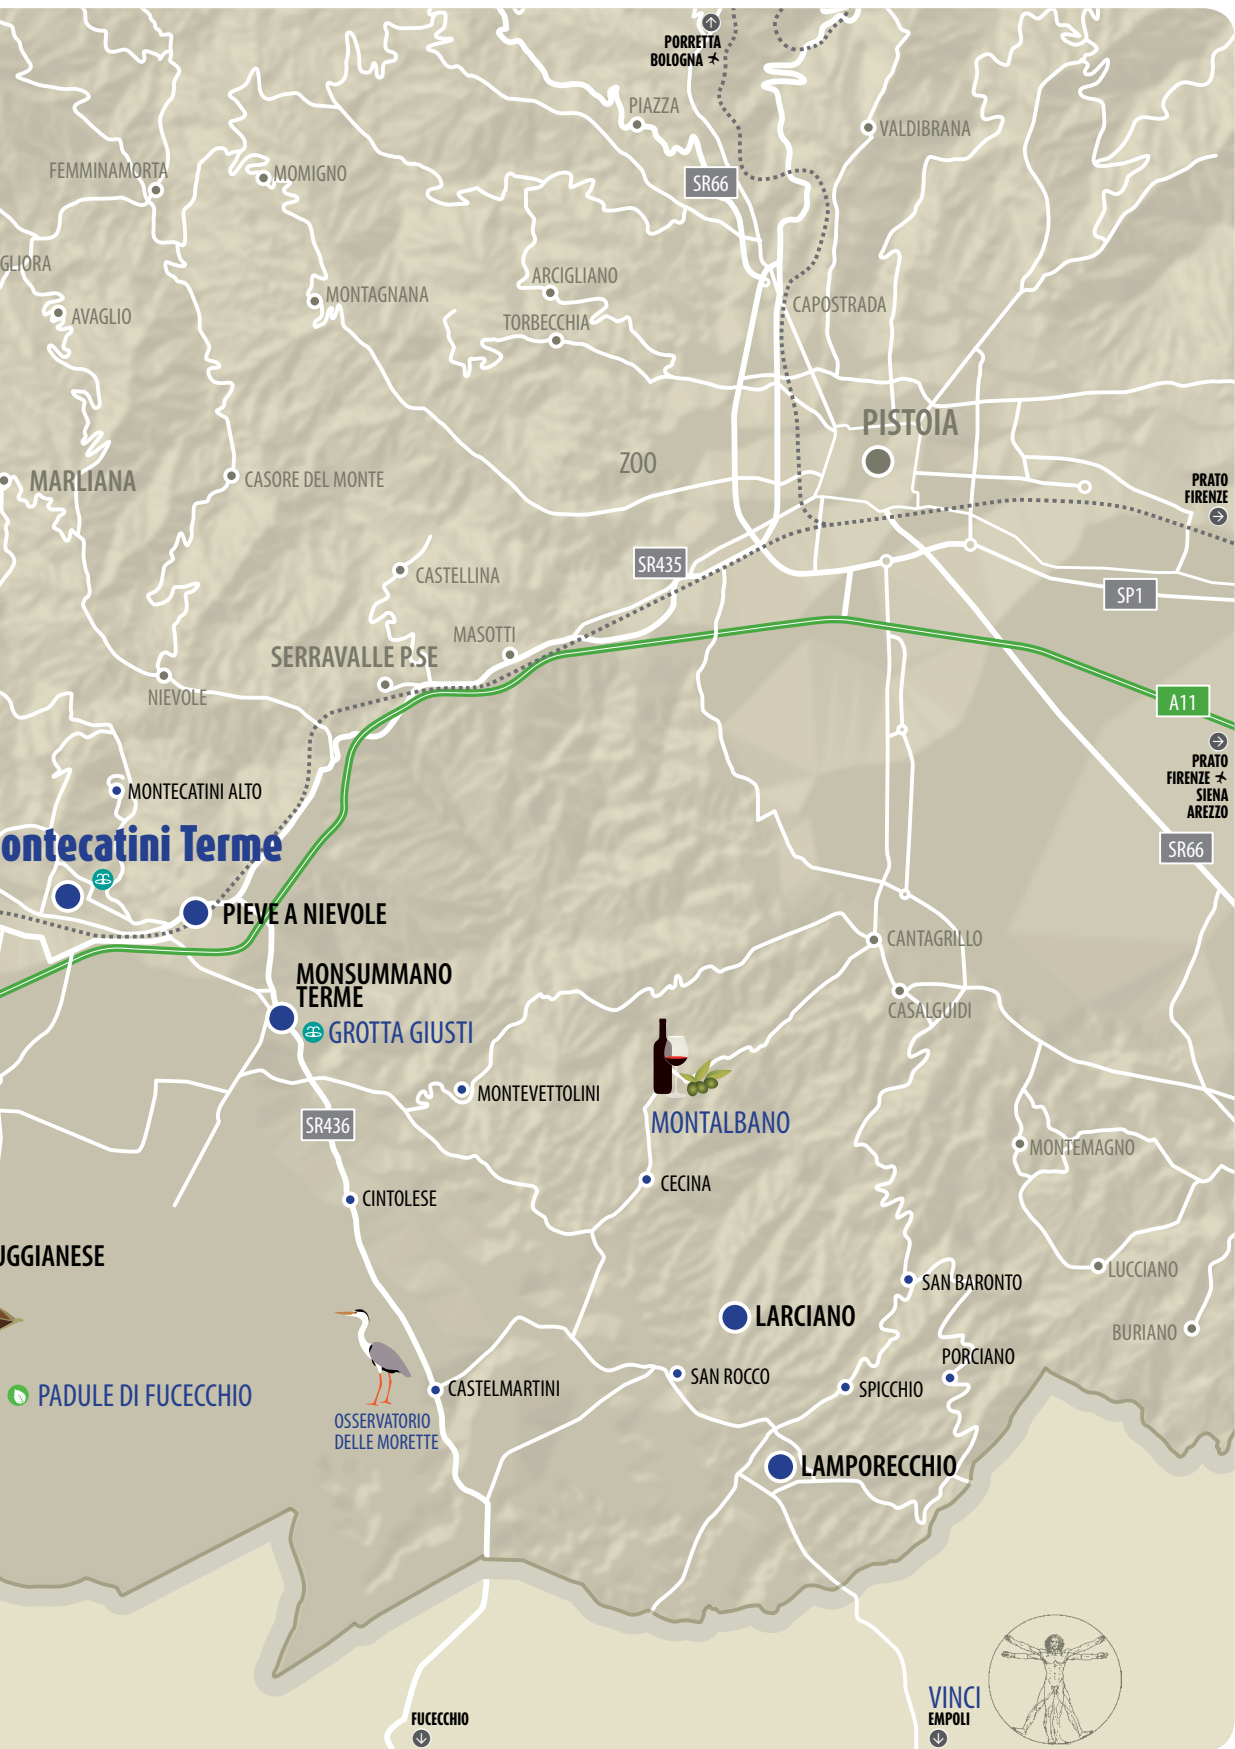 PORRETTA
BOLOGNA
PIAZZA
VALDIBRANA
FEMMINAMORTA
MOMIGNO
SR66
GLIORA
ARCIGLIANO
MONTAGNANA
CAPOSTRADA
AVAGLIO
TORBECCHIA
PISTOIA
ZOO
MARLIANA
CASORE DEL MONTE
PRATO
FIRENZE
SR435
CASTELLINA
SP1
MASOTTI
SERRAVALLE P.SE
NIEVOLE
A11
PRATO
FIRENZE
SIENA
AREZZO
MONTECATINI ALTO
ontecatini Terme
SR66
PIEVE A NIEVOLE
CANTAGRILLO
MONSUMMANO
TERME
CASALGUIDI
GROTTA GIUSTI
MONTEVETTOLINI
SR436
MONTALBANO
MONTEMAGNO
CECINA
CINTOLESE
UGGIANESE
LUCCIANO
SAN BARONTO
LARCIANO
BURIANO
PORCIANO
SAN ROCCO
SPICCHIO
CASTELMARTINI
PADULE DI FUCECCHIO
OSSERVATORIO
DELLE MORETTE
LAMPORECCHIO
VINCI
EMPOLI
FUCECCHIO